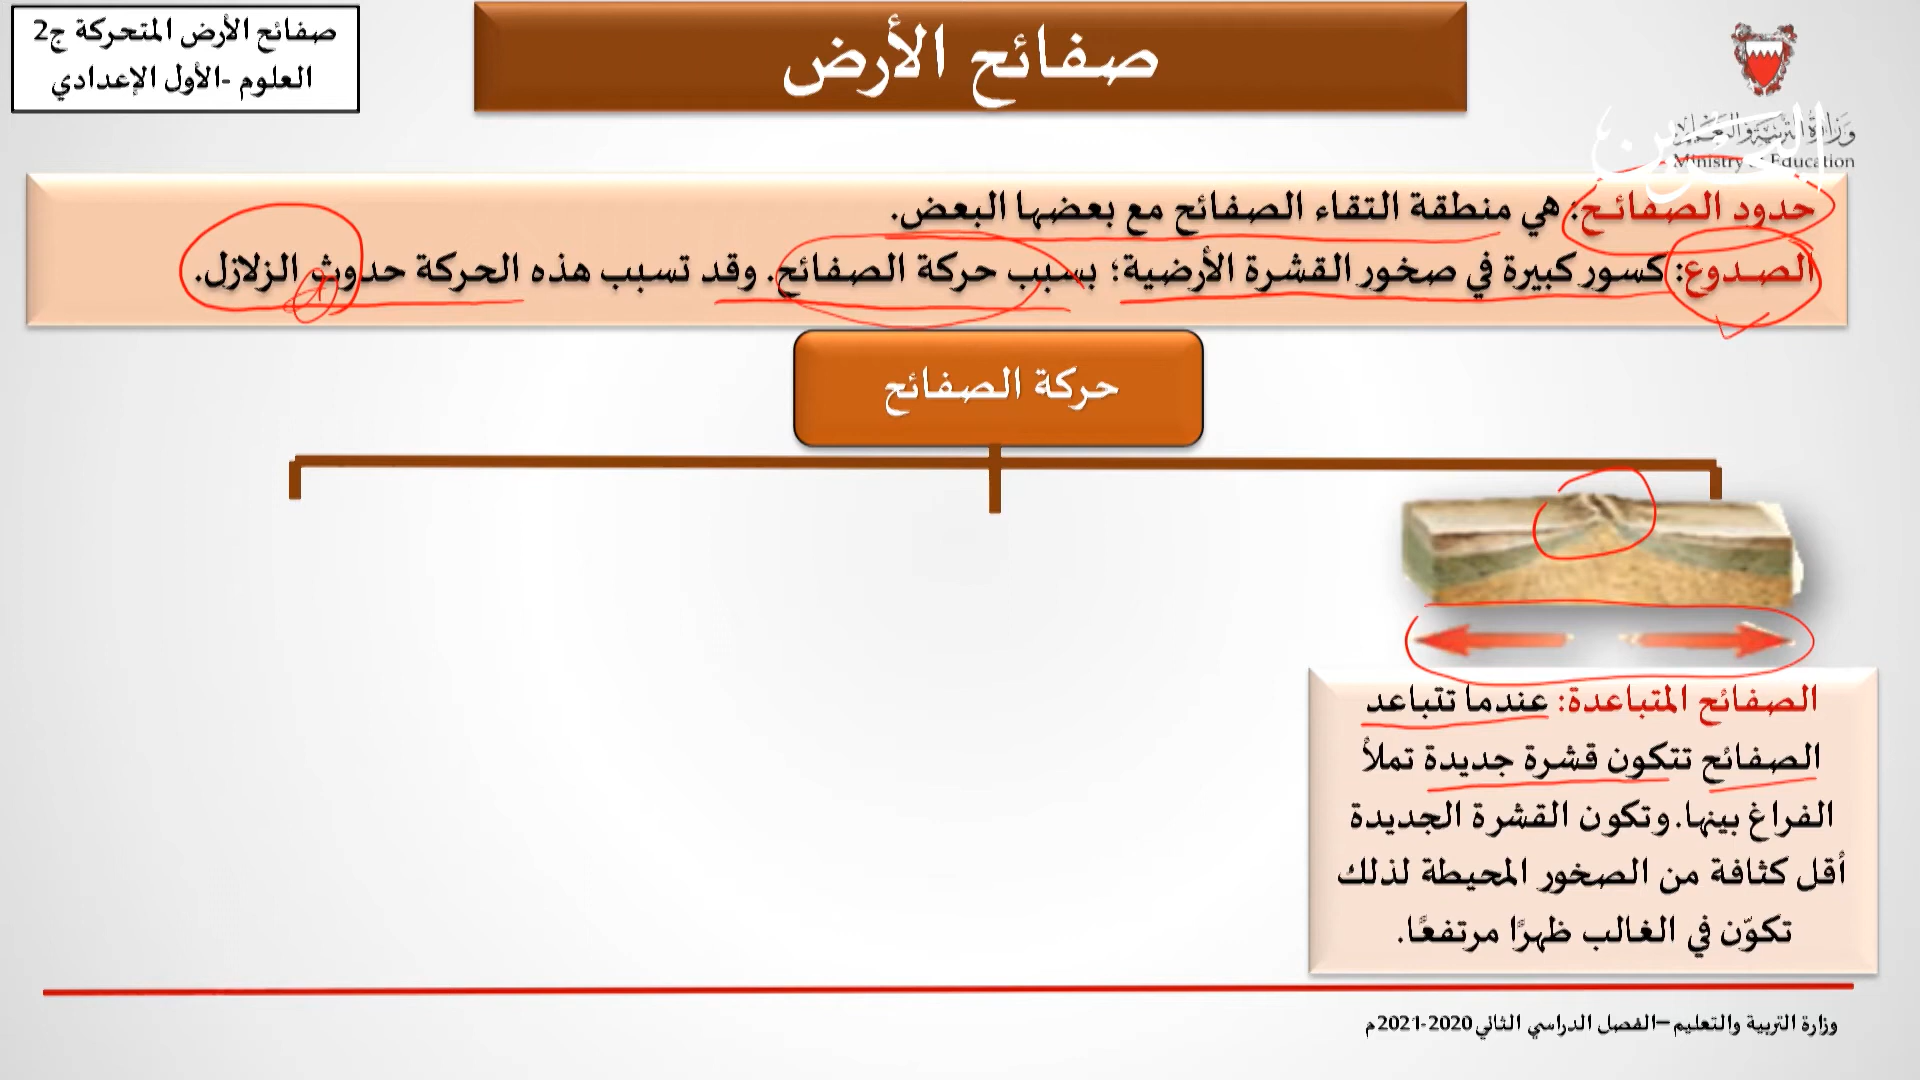 صفائح الأرض المتحركة ج2
العلوم -الأول الإعدادي
صفائح الأرض
وزارة التربية والتعليم
Ministry of Education
البحرين
حدود الصفائح: هي منطقة التقاء الصفائح مع بعضها البعض.
الصدوع: كسور كبيرة في صخور القشرة الأرضية؛ بسبب حركة الصفائح. وقد تسبب هذه الحركة حدوث الزلازل.
حركة الصفائح
الصفائح المتباعدة: عندما تتباعد
الصفائح تتكون قشرة جديدة تملأ
الفراغ بينها. وتكون القشرة الجديدة
أقل كثافة من الصخور المحيطة لذلك
تكوّن في الغالب ظهرًا مرتفعًا.
وزارة التربية والتعليم –الفصل الدراسي الثاني 2020-2021م